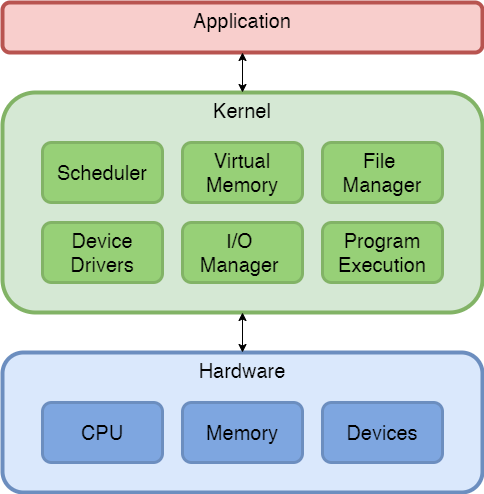 Application
Kernel
Scheduler
Virtual
Memory
File
Manager
Device
Drivers
I/O
Manager
Program
Execution
Hardware
CPU
Memory
Devices